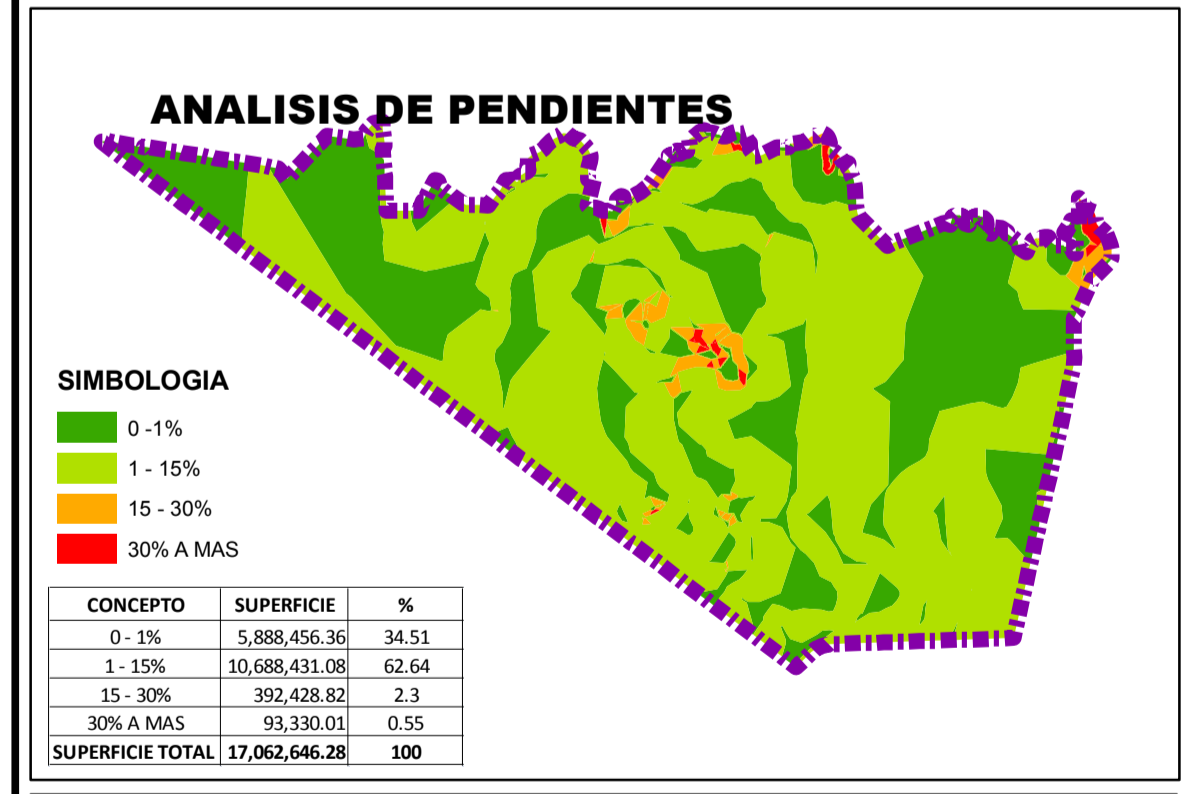 ANALISIS DE PENDIENTES
SIMBOLOGIA
0 -1%
1 - 15%
15 - 30%
30% A MAS
CONCEPTO SUPERFICIE %
0 - 1% 5,888,456.36 34.51
1 - 15% 10,688,431.08 62.64
15 - 30% 392,428.82 2.3
30% A MAS 93,330.01 0.55
SUPERFICIE TOTAL 17,062,646.28 100